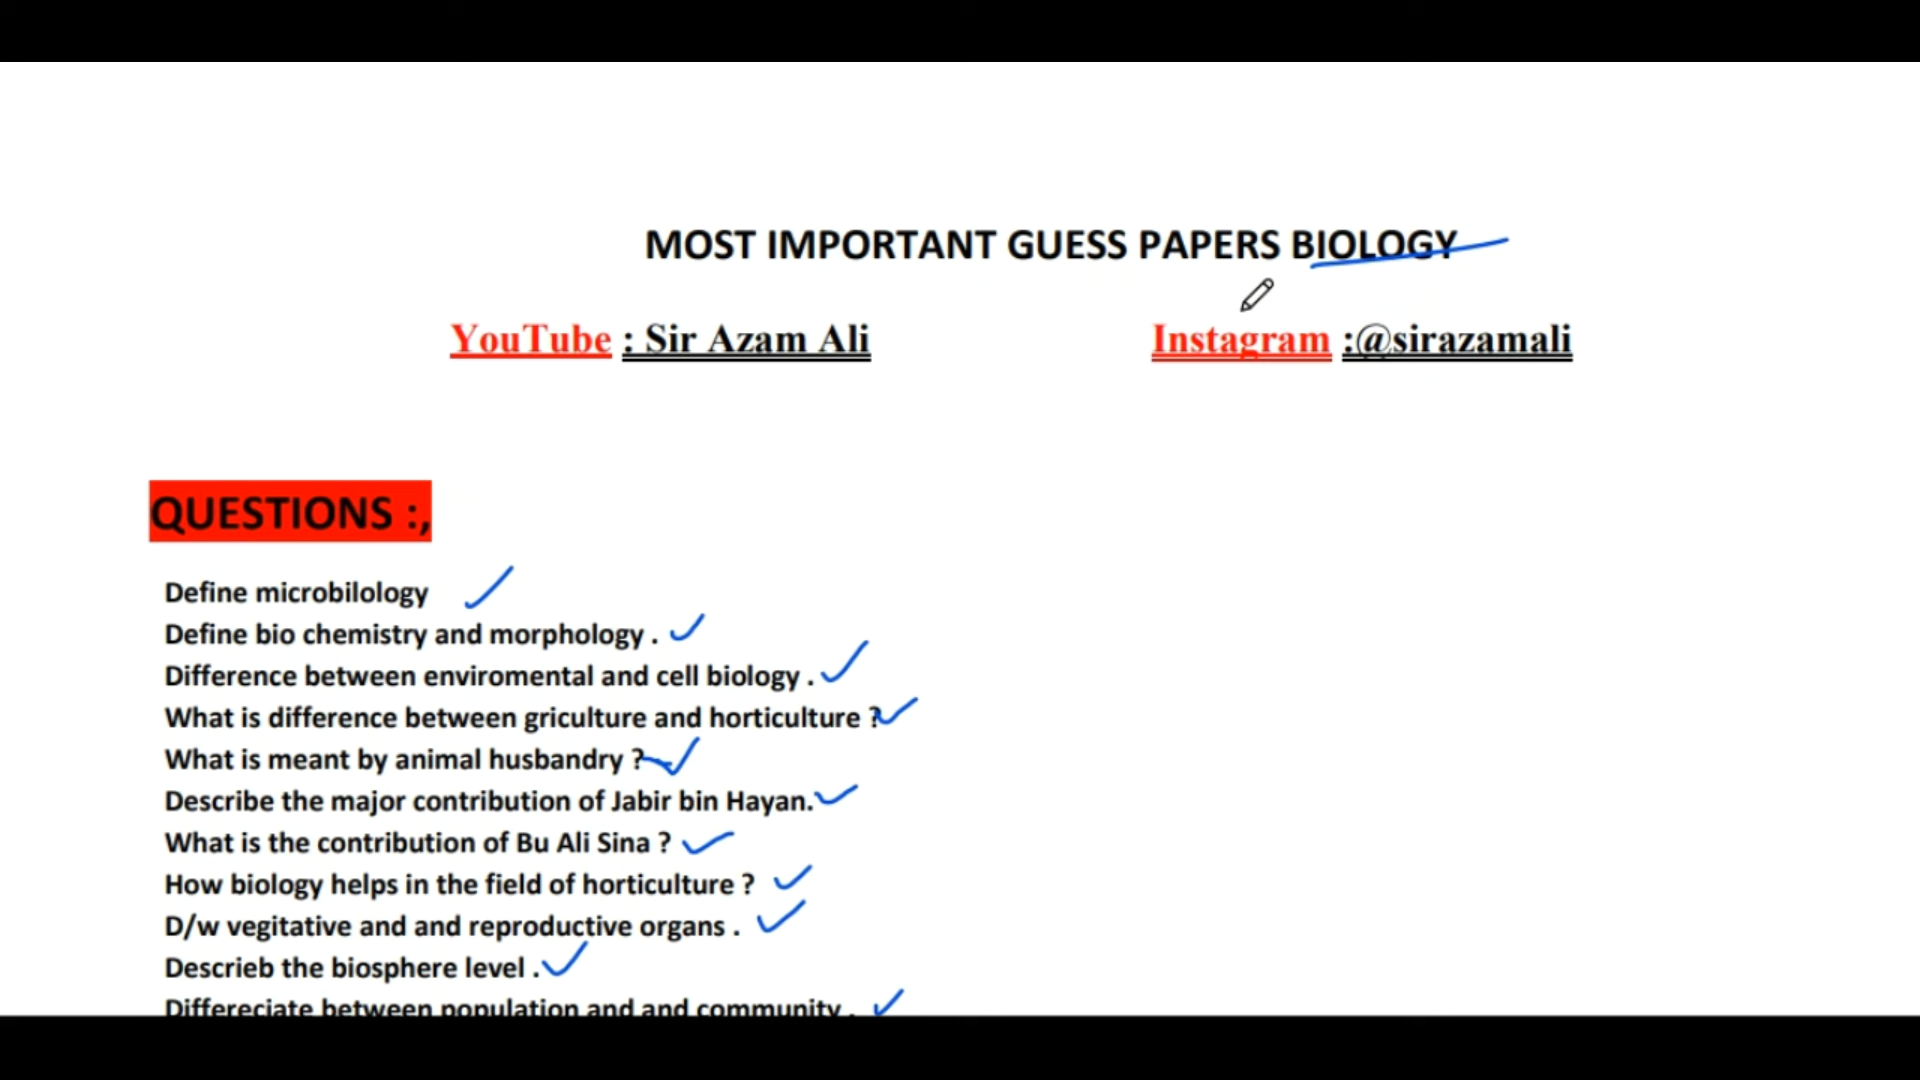 MOST IMPORTANT GUESS PAPERS BIOLOGY
YouTube : Sir Azam Ali Instagram :@sirazamali
QUESTIONS :,
Define microbilology
Define bio chemistry and morphology .
Difference between enviromental and cell biology .
What is difference between griculture and horticulture ?
What is meant by animal husbandry ?
Describe the major contribution of Jabir bin Hayan.
What is the contribution of Bu Ali Sina ?
How biology helps in the field of horticulture ?
D/w vegitative and and reproductive organs .
Descrieb the biosphere level .
Differeciate between population and and community .